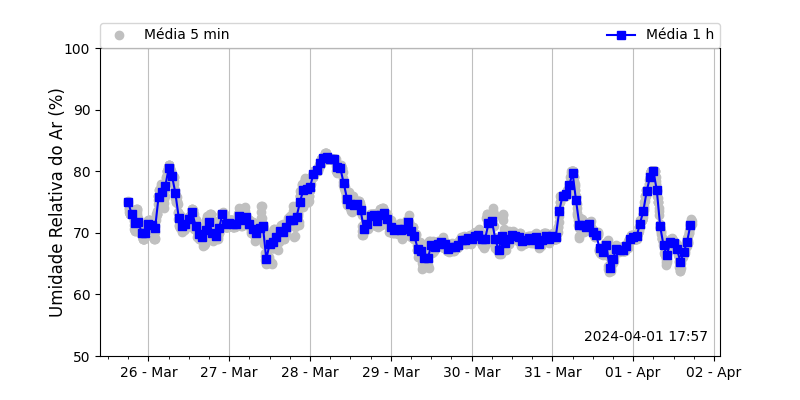 Média 5 min
Média 1 h
100
90
80
70
60
50
Umidade Relativa do Ar (%)
2024-04-01 17:57
26 - Mar
27 - Mar
28 - Mar
29 - Mar
30 - Mar
31 - Mar
01 - Apr
02 - Apr